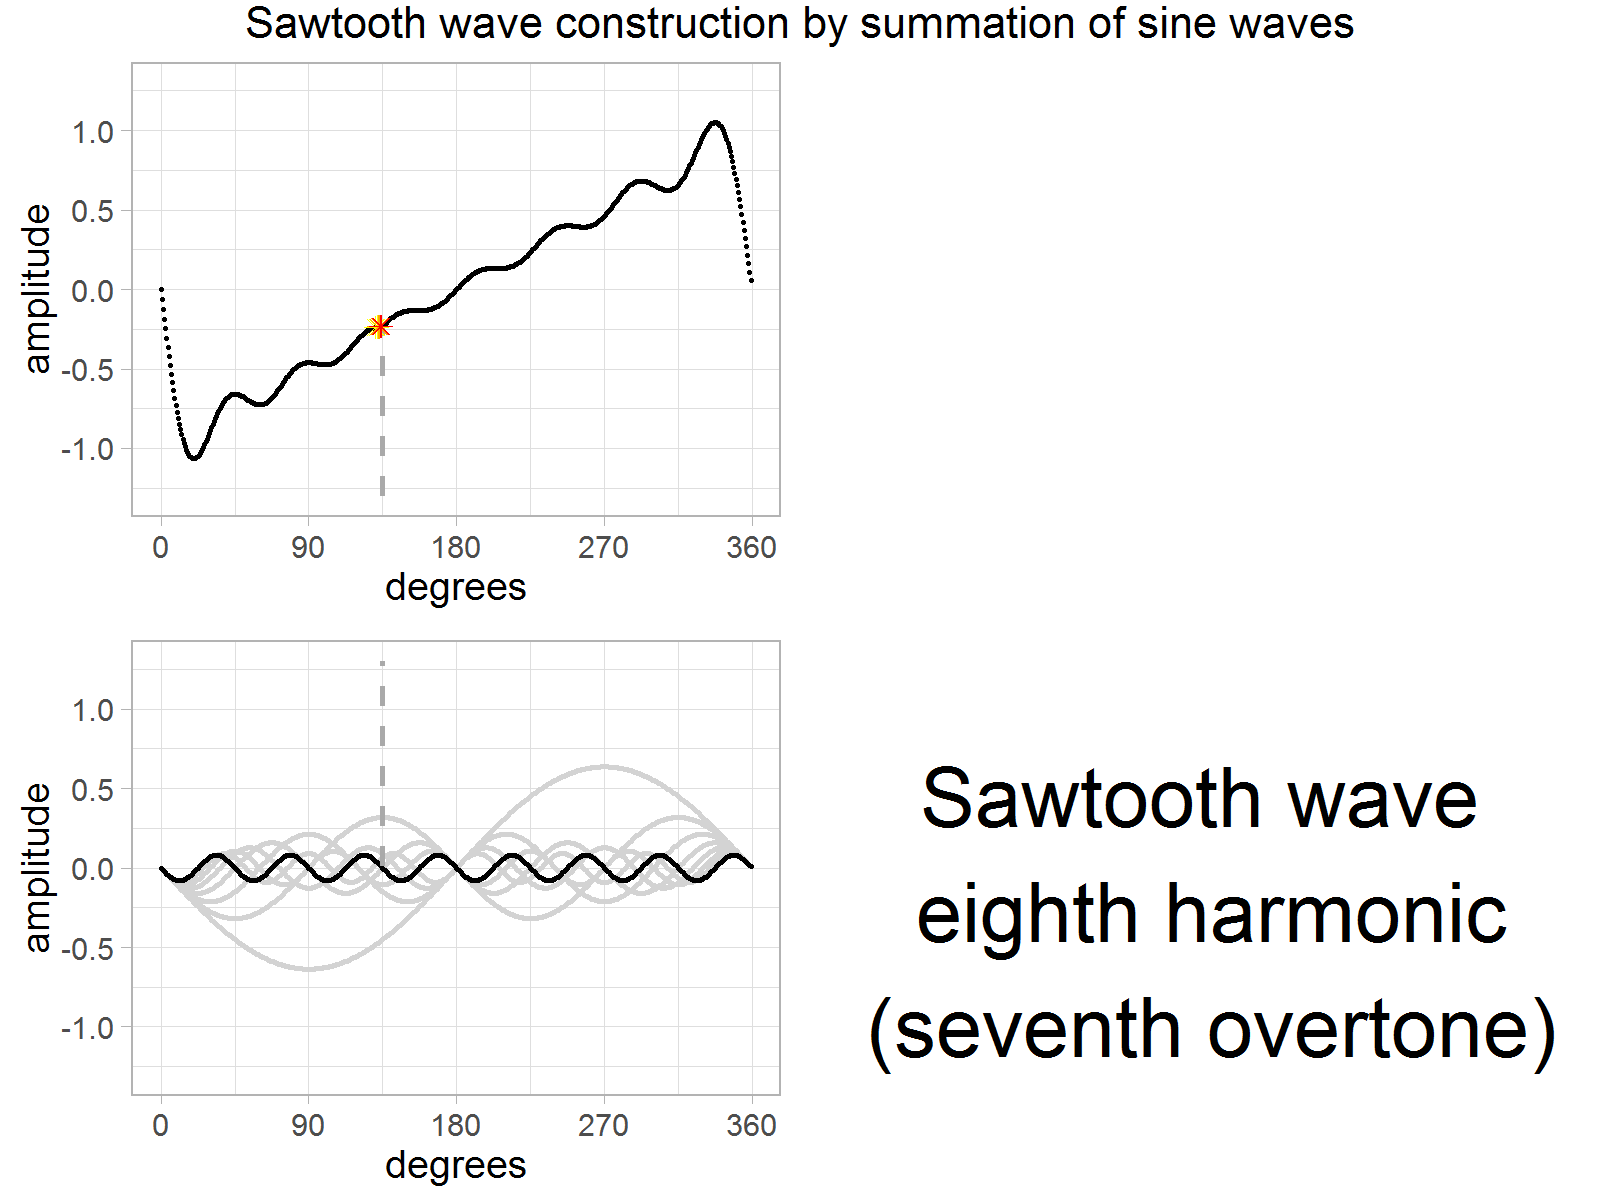 Sawtooth wave construction by summation of sine waves
amplitude
1.0
0.5
0.0
-0.5
-1.0
0 90 180 270 360
degrees
amplitude
1.0
0.5
0.0
-0.5
-1.0
0 90 180 270 360
degrees
Sawtooth wave
eighth harmonic
(seventh overtone)